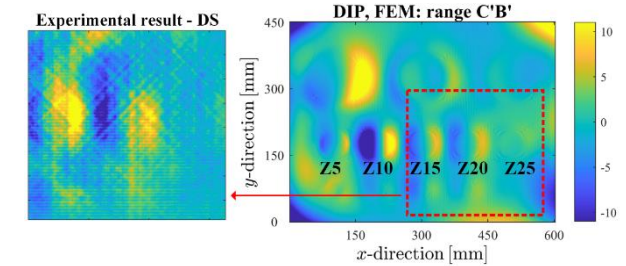 Experimental result - DS
DIP, FEM: range C'B'
450
300
150
0
y-direction [mm]
Z5 Z10 Z15 Z20 Z25
150 300 450 600
x-direction [mm]
10
5
0
-5
-10